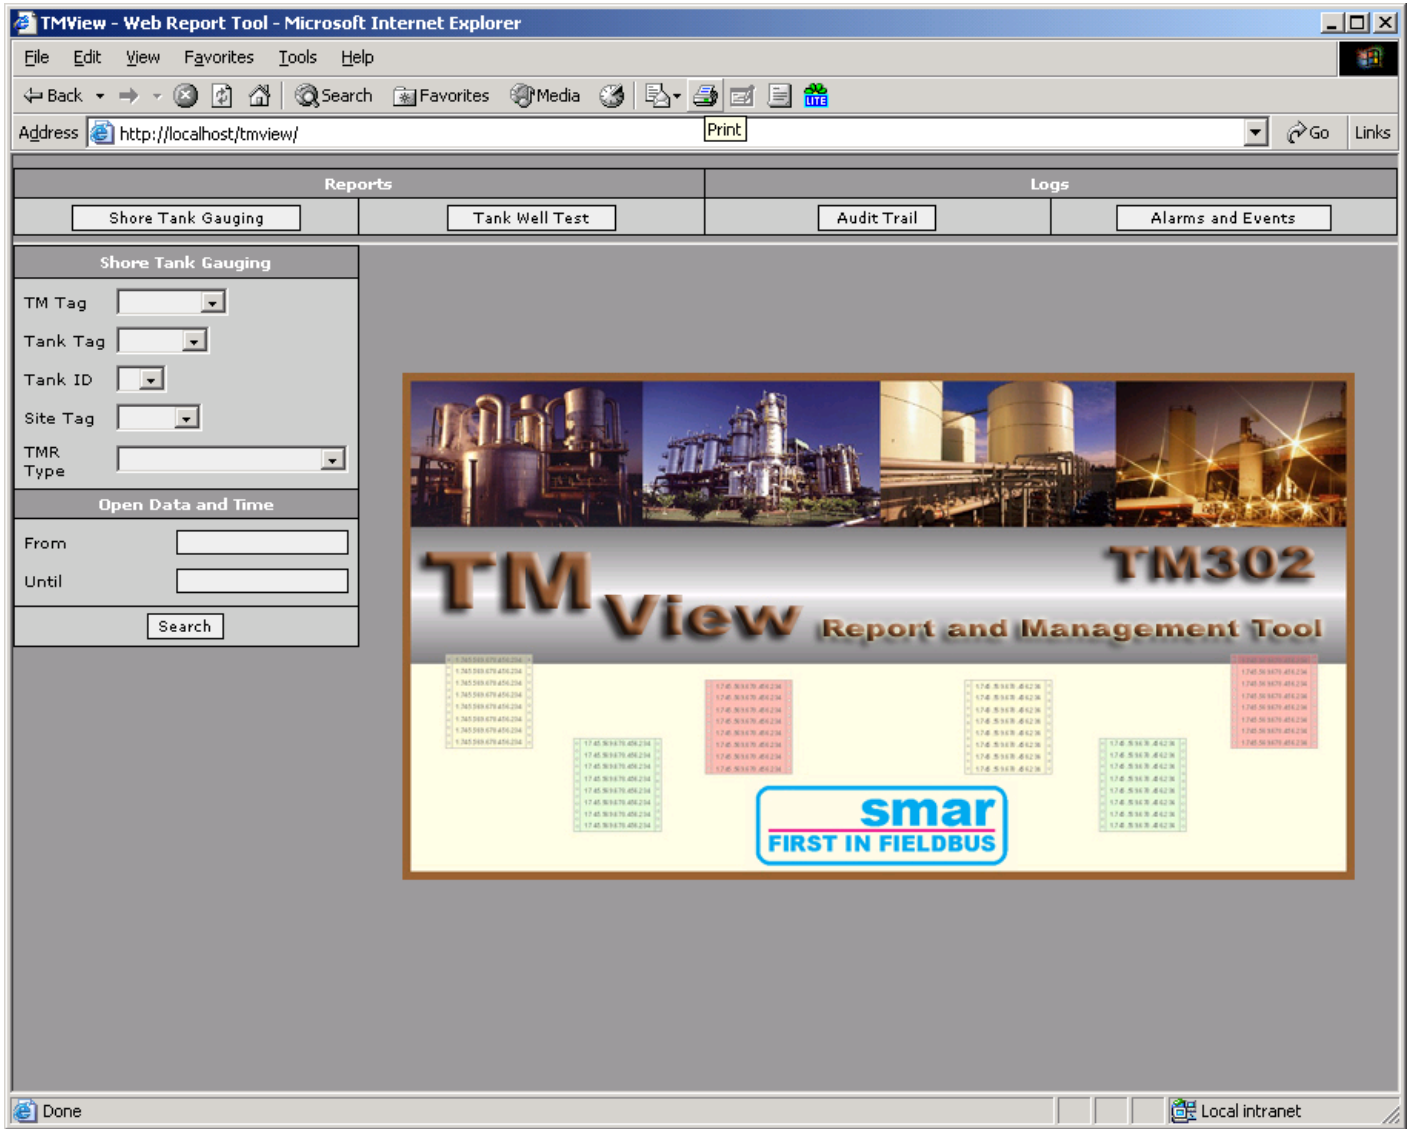 TMView - Web Report Tool - Microsoft Internet Explorer
File Edit View Favorites Tools Help
Back Search Favorites Media LITE
Address http://localhost/tmview/ Print Go Links
Reports Logs
Shore Tank Gauging Tank Well Test Audit Trail Alarms and Events
Shore Tank Gauging
TM Tag
Tank Tag
Tank ID
Site Tag
TMR
Type
Open Data and Time
From
Until
Search
TM View TM302
Report and Management Tool
smar
FIRST IN FIELDBUS
Done Local intranet